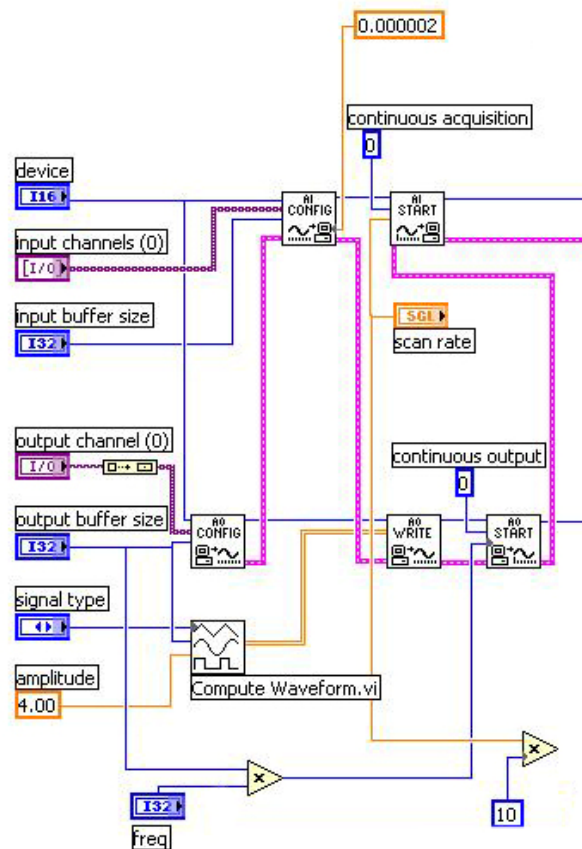 0.000002
continuous acquisition
0
device
I16
AI
CONFIG
AI
START
input channels (0)
[I/O]
input buffer size
I32
SGL
scan rate
output channel (0)
I/O
continuous output
0
output buffer size
I32
AO
CONFIG
AO
WRITE
AO
START
signal type
amplitude
4.00
Compute Waveform.vi
x
x
I32
10
freq